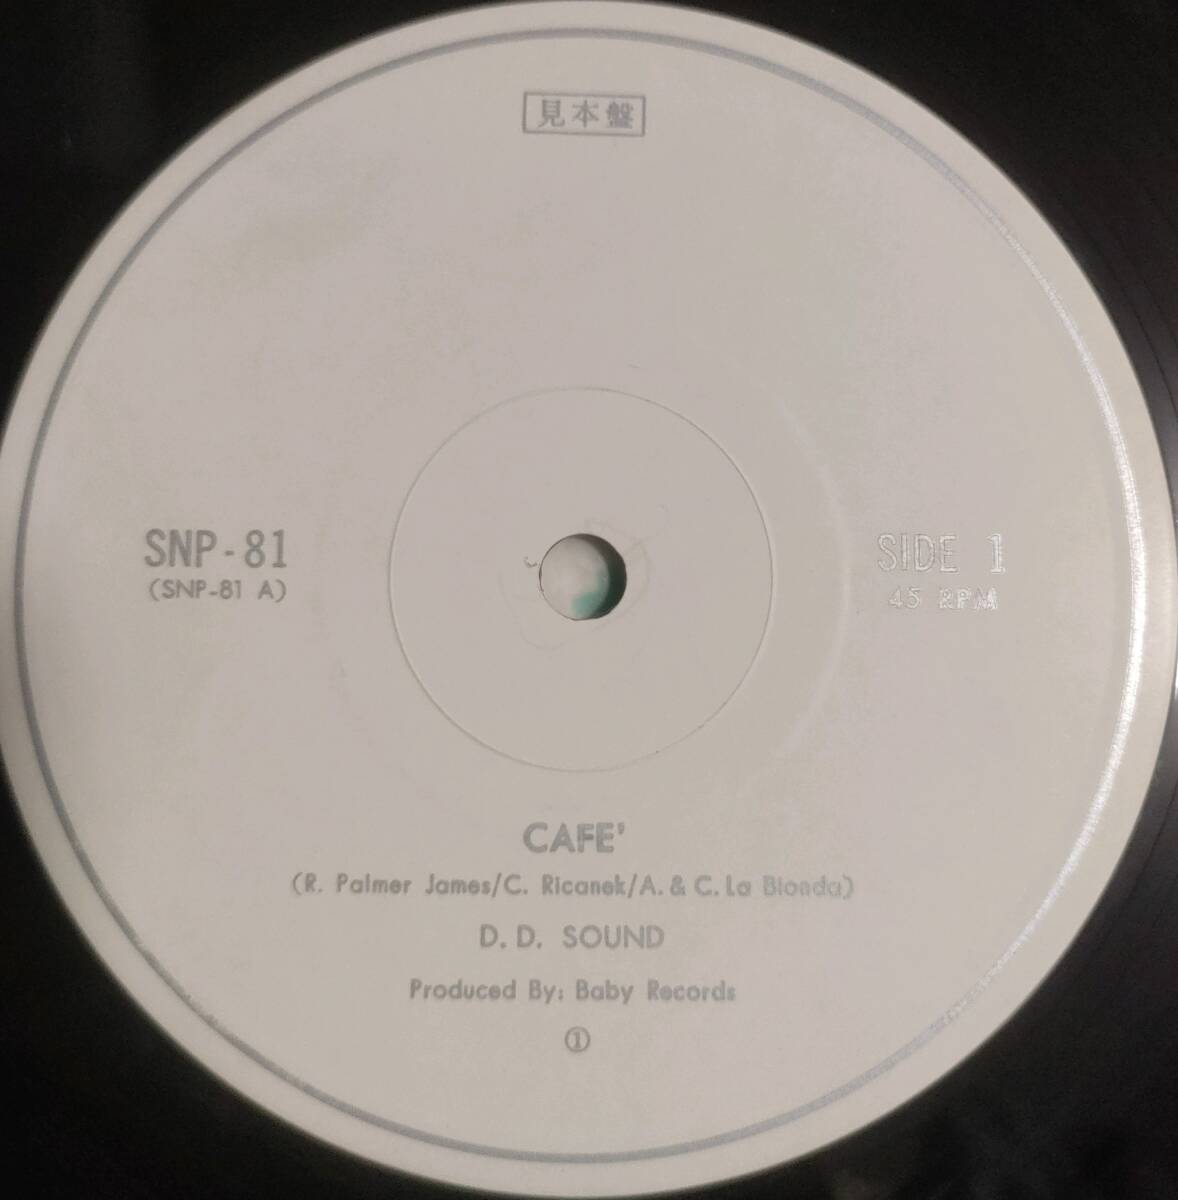 見本盤
SNP-81
(SNP-81 A)
SIDE 1
45 RPM
CAFE'
(R. Palmer James/C. Ricanek/A. & C. La Bionda)
D. D. SOUND
Produced By: Baby Records
①